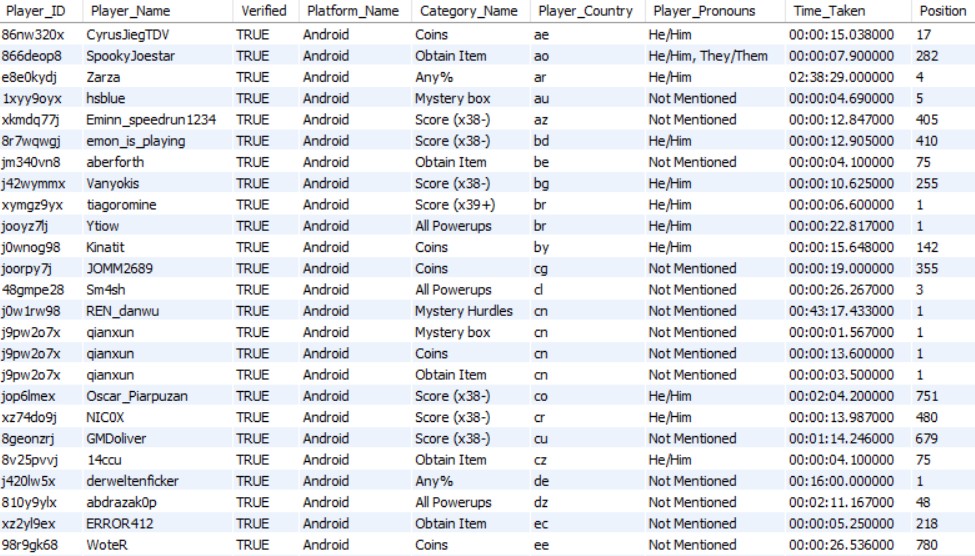 Player_ID Player_Name Verified Platform_Name Category_Name Player_Country Player_Pronouns Time_Taken Position
86nw320x CyrusJiegTDV TRUE Android Coins ae He/Him 00:00:15.038000 17
866deop8 SpookyJoestar TRUE Android Obtain Item ao He/Him, They/Them 00:00:07.900000 282
e8e0kydj Zarza TRUE Android Any% ar He/Him 02:38:29.000000 4
1xyy9oyx hsblue TRUE Android Mystery box au Not Mentioned 00:00:04.690000 5
xkmdq77j Eminn_speedrun1234 TRUE Android Score (x38-) az Not Mentioned 00:00:12.847000 405
8r7wqwgj emon_is_playing TRUE Android Score (x38-) bd He/Him 00:00:12.905000 410
jm340vn8 aberforth TRUE Android Obtain Item be Not Mentioned 00:00:04.100000 75
j42wymmx Vanyokis TRUE Android Score (x38-) bg He/Him 00:00:10.625000 255
xymgz9yx tiagoromine TRUE Android Score (x39+) br He/Him 00:00:06.600000 1
jooyz7lj Ytiow TRUE Android All Powerups br He/Him 00:00:22.817000 1
j0wnog98 Kinatit TRUE Android Coins by He/Him 00:00:15.648000 142
joorpy7j JOMM2689 TRUE Android Coins cg Not Mentioned 00:00:19.000000 355
48gmpe28 Sm4sh TRUE Android All Powerups cl Not Mentioned 00:00:26.267000 3
j0w1rw98 REN_danwu TRUE Android Mystery Hurdles cn Not Mentioned 00:43:17.433000 1
j9pw2o7x qianxun TRUE Android Mystery box cn Not Mentioned 00:00:01.567000 1
j9pw2o7x qianxun TRUE Android Coins cn Not Mentioned 00:00:13.600000 1
j9pw2o7x qianxun TRUE Android Obtain Item cn Not Mentioned 00:00:03.500000 1
jop6lmex Oscar_Piarpuzan TRUE Android Score (x38-) co He/Him 00:02:04.200000 751
xz74do9j NIC0X TRUE Android Score (x38-) cr He/Him 00:00:13.987000 480
8geonzrj GMDoliver TRUE Android Score (x38-) cu Not Mentioned 00:01:14.246000 679
8v25pvvj 14ccu TRUE Android Obtain Item cz He/Him 00:00:04.100000 75
j420lw5x derweltenficker TRUE Android Any% de Not Mentioned 00:16:00.000000 1
810y9ylx abdrazak0p TRUE Android All Powerups dz Not Mentioned 00:02:11.167000 48
xz2yl9ex ERROR412 TRUE Android Obtain Item ec Not Mentioned 00:00:05.250000 218
98r9gk68 WoteR TRUE Android Coins ee Not Mentioned 00:00:26.536000 780